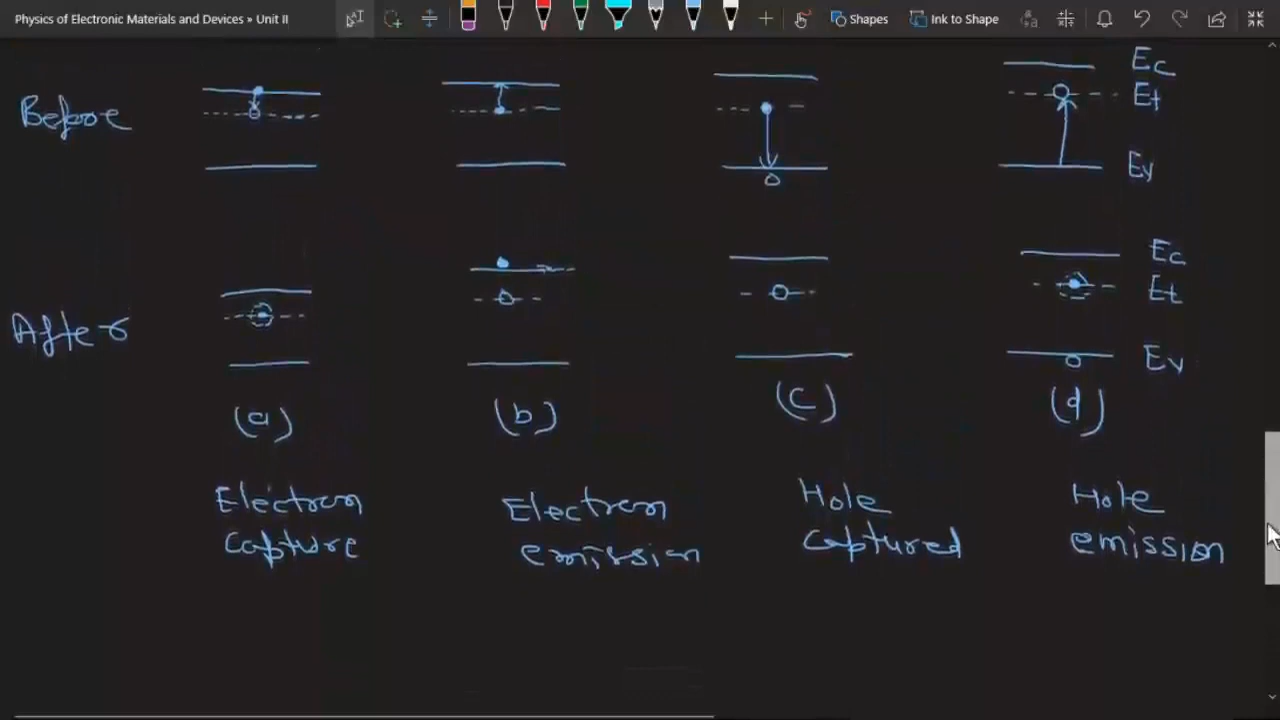 Physics of Electronic Materials and Devices » Unit II
Shapes
Ink to Shape
Before
Ec
Et
Ev
After
Ec
Et
Ev
(a)
(b)
(c)
(d)
Electron
capture
Electron
emission
Hole
captured
Hole
emission